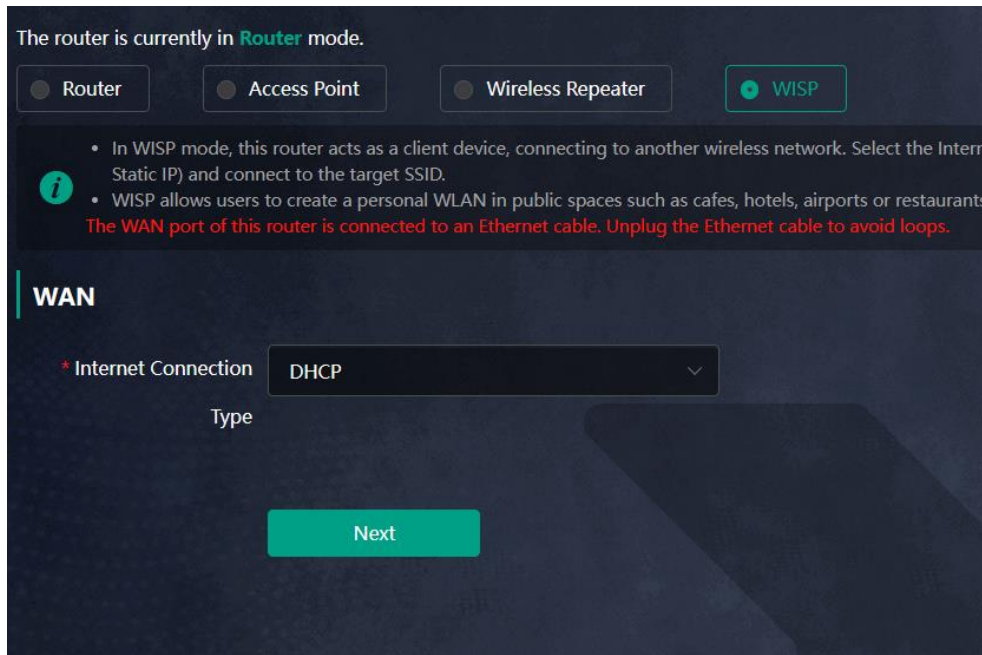 The router is currently in Router mode.
Router
Access Point
Wireless Repeater
WISP
• In WISP mode, this router acts as a client device, connecting to another wireless network. Select the
Static IP) and connect to the target SSID.
• WISP allows users to create a personal WLAN in public spaces such as cafes, hotels, airports or restaurants
The WAN port of this router is connected to an Ethernet cable. Unplug the Ethernet cable to avoid loops.
WAN
* Internet Connection
DHCP
Type
Next